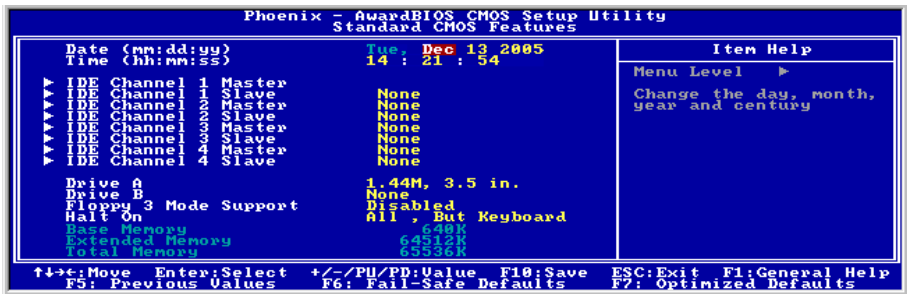 Phoenix - AwardBIOS CMOS Setup Utility
Standard CMOS Features
Date (mm:dd:yy) Tue, Dec 13 2005
Time (hh:mm:ss) 14 : 21 : 54
IDE Channel 1 Master
IDE Channel 1 Slave None
IDE Channel 2 Master None
IDE Channel 2 Slave None
IDE Channel 3 Master None
IDE Channel 3 Slave None
IDE Channel 4 Master None
IDE Channel 4 Slave None
Drive A 1.44M, 3.5 in.
Drive B None
Floppy 3 Mode Support Disabled
Halt On All , But Keyboard
Base Memory 640K
Extended Memory 64512K
Total Memory 65536K
Item Help
Menu Level ▶
Change the day, month,
year and century
↑↓→←:Move Enter:Select +/-/PU/PD:Value F10:Save ESC:Exit F1:General Help
F5: Previous Values F6: Fail-Safe Defaults F7: Optimized Defaults